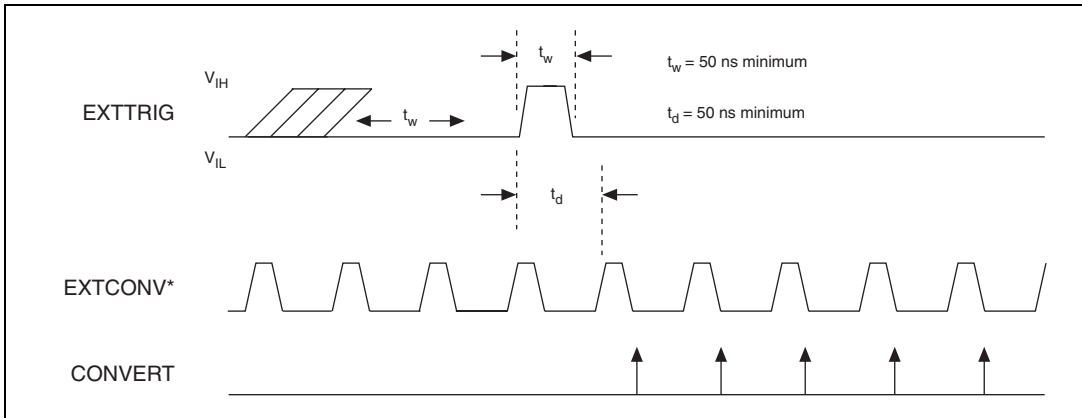 t_w
t_w = 50 ns minimum
V_IH
EXTTRIG
t_w
t_d = 50 ns minimum
V_IL
t_d
EXTCONV*
CONVERT